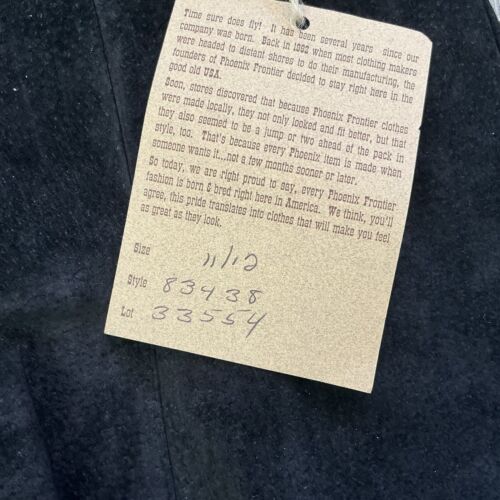 Time sure does fly! It has been several years since our
company was born. Back in 1982 when most clothing makers
were headed to distant shores to do their manufacturing, the
founders of Phoenix Frontier decided to stay right here in the
good old USA.
Soon, stores discovered that because Phoenix Frontier clothes
were made locally, they not only looked and fit better, but that
they also seemed to be a jump or two ahead of the pack in
style, too. That's because every Phoenix item is made when
someone wants it...not a few months sooner or later.
So today, we are right proud to say, every Phoenix Frontier
fashion is born & bred right here in America. We think, you'll
agree, this pride translates into clothes that will make you feel
as great as they look.
Size 11/12
Style 83438
Lot 33554